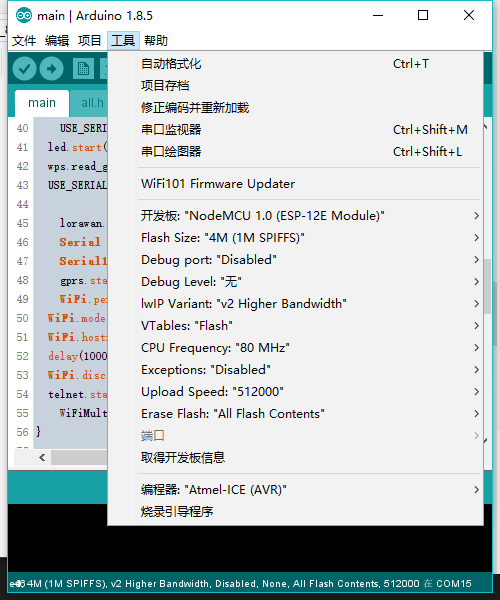 main | Arduino 1.8.5
文件 编辑 项目 工具 帮助
main all.h
自动格式化 Ctrl+T
项目存档
修正编码并重新加载
串口监视器 Ctrl+Shift+M
串口绘图器 Ctrl+Shift+L
WiFi101 Firmware Updater
开发板: "NodeMCU 1.0 (ESP-12E Module)"
Flash Size: "4M (1M SPIFFS)"
Debug port: "Disabled"
Debug Level: "无"
lwIP Variant: "v2 Higher Bandwidth"
VTables: "Flash"
CPU Frequency: "80 MHz"
Exceptions: "Disabled"
Upload Speed: "512000"
Erase Flash: "All Flash Contents"
端口
取得开发板信息
编程器: "Atmel-ICE (AVR)"
烧录引导程序
40 USE_SERI
41 led.start(
42 wps.read_g
43 USE_SERIAL
44
45 lorawan.
46 Serial
47 Serial1
48 gprs.sta
49 WiFi.per
50 WiFi.mode
51 WiFi.host
52 delay(1000
53 WiFi.disc
54 telnet.sta
55 WiFiMult
56 }
4M (1M SPIFFS), v2 Higher Bandwidth, Disabled, None, All Flash Contents, 512000 在 COM15